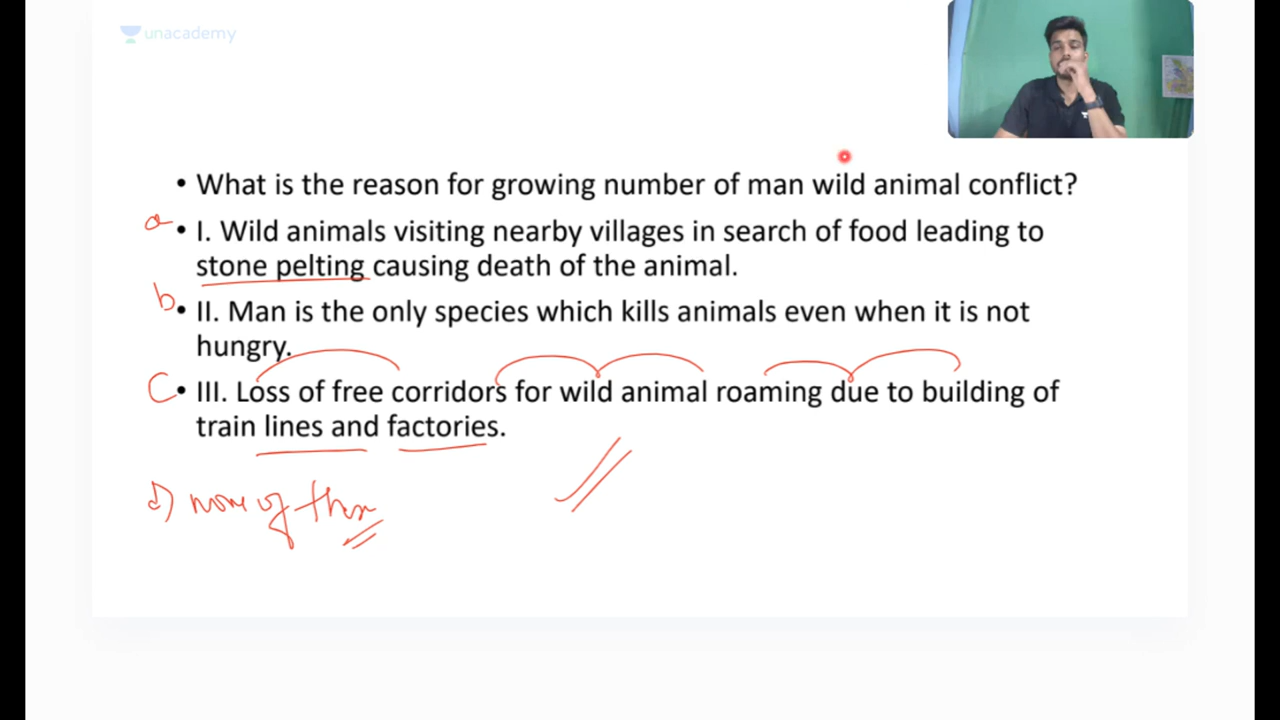 unacademy
• What is the reason for growing number of man wild animal conflict?
a • I. Wild animals visiting nearby villages in search of food leading to
stone pelting causing death of the animal.
b • II. Man is the only species which kills animals even when it is not
hungry.
C • III. Loss of free corridors for wild animal roaming due to building of
train lines and factories.
d) none of